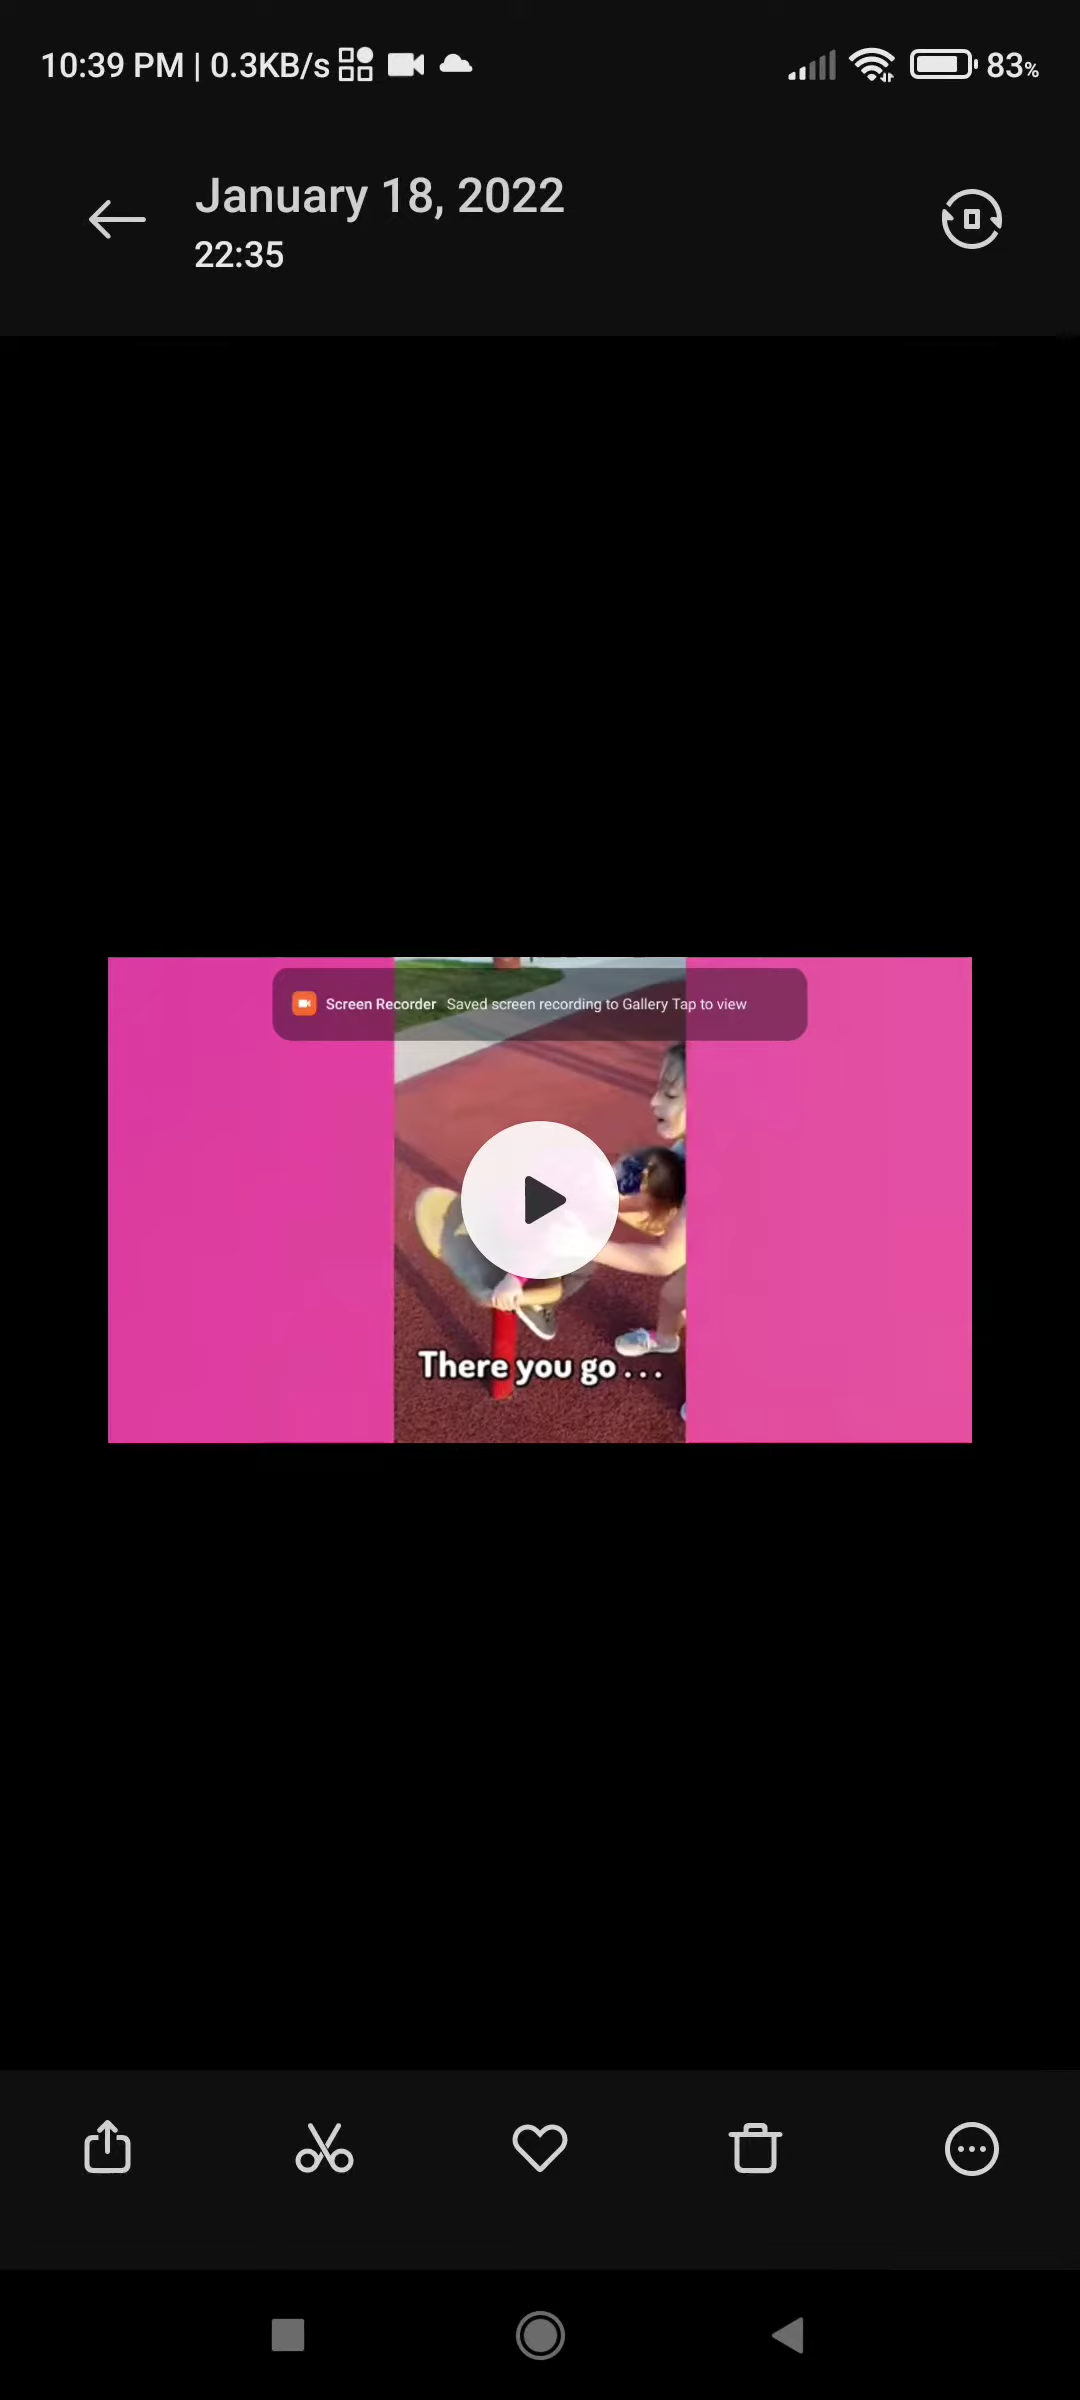 10:39 PM | 0.3KB/s 83%
January 18, 2022
22:35
Screen Recorder Saved screen recording to Gallery Tap to view
There you go...